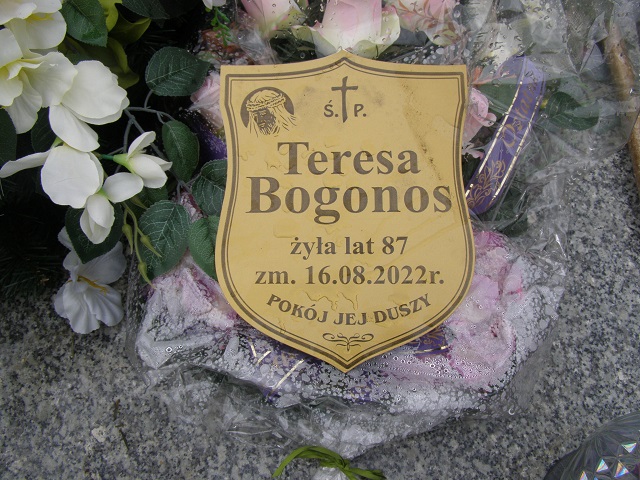 Ś. P.
Teresa
Bogonos
żyła lat 87
zm. 16.08.2022r.
POKÓJ JEJ DUSZY